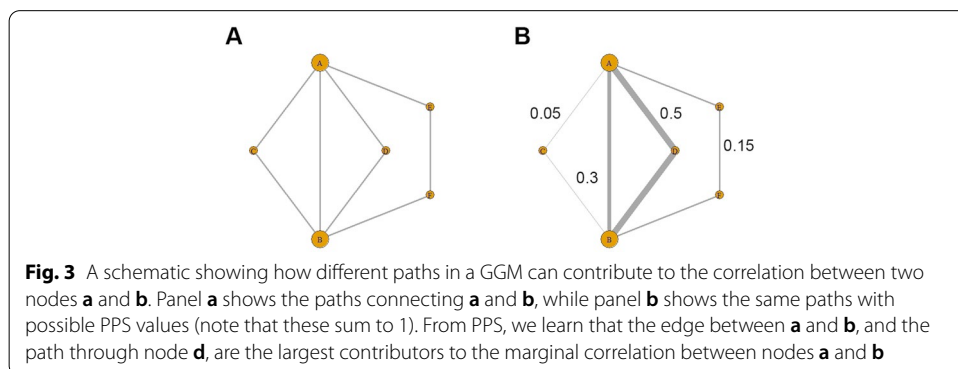 A B
A A
E E
0.05 0.5
0.15
C D C D
0.3
F F
B B
Fig. 3 A schematic showing how different paths in a GGM can contribute to the correlation between two
nodes a and b. Panel a shows the paths connecting a and b, while panel b shows the same paths with
possible PPS values (note that these sum to 1). From PPS, we learn that the edge between a and b, and the
path through node d, are the largest contributors to the marginal correlation between nodes a and b